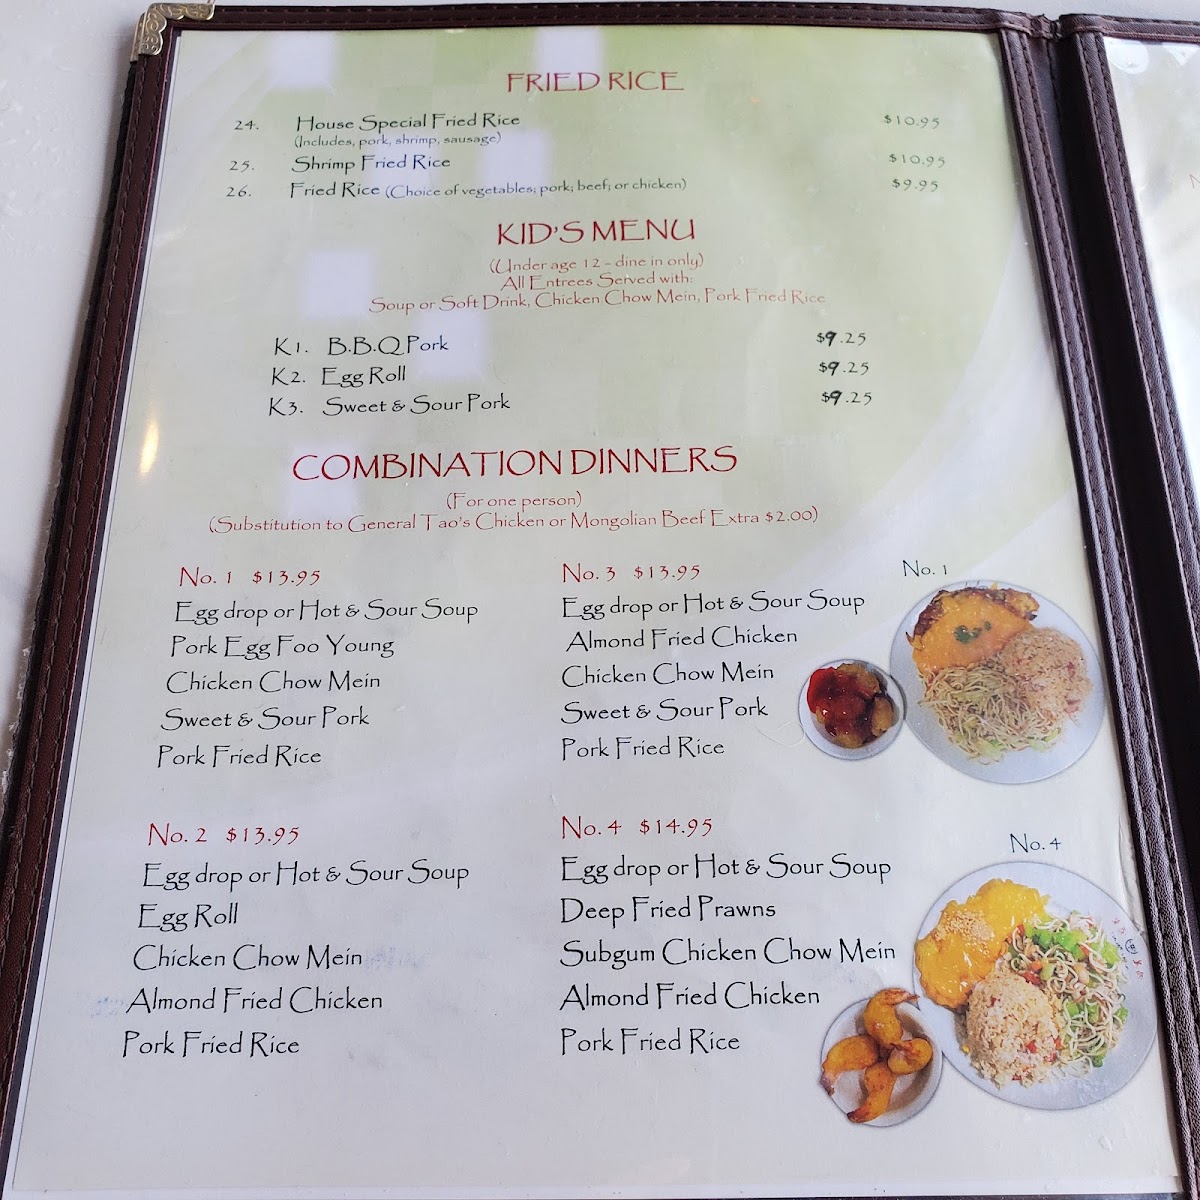 FRIED RICE
24. House Special Fried Rice $10.95
(Includes, pork, shrimp, sausage)
25. Shrimp Fried Rice $10.95
26. Fried Rice (Choice of vegetables; pork; beef; or chicken) $9.95
KID'S MENU
(Under age 12 - dine in only)
All Entrees Served with:
Soup or Soft Drink, Chicken Chow Mein, Pork Fried Rice
K1. B.B.Q Pork $9.25
K2. Egg Roll $9.25
K3. Sweet & Sour Pork $9.25
COMBINATION DINNERS
(For one person)
(Substitution to General Tao's Chicken or Mongolian Beef Extra $2.00)
No. 1 $13.95
Egg drop or Hot & Sour Soup
Pork Egg Foo Young
Chicken Chow Mein
Sweet & Sour Pork
Pork Fried Rice
No. 3 $13.95
Egg drop or Hot & Sour Soup
Almond Fried Chicken
Chicken Chow Mein
Sweet & Sour Pork
Pork Fried Rice
No. 1
No. 2 $13.95
Egg drop or Hot & Sour Soup
Egg Roll
Chicken Chow Mein
Almond Fried Chicken
Pork Fried Rice
No. 4 $14.95
Egg drop or Hot & Sour Soup
Deep Fried Prawns
Subgum Chicken Chow Mein
Almond Fried Chicken
Pork Fried Rice
No. 4